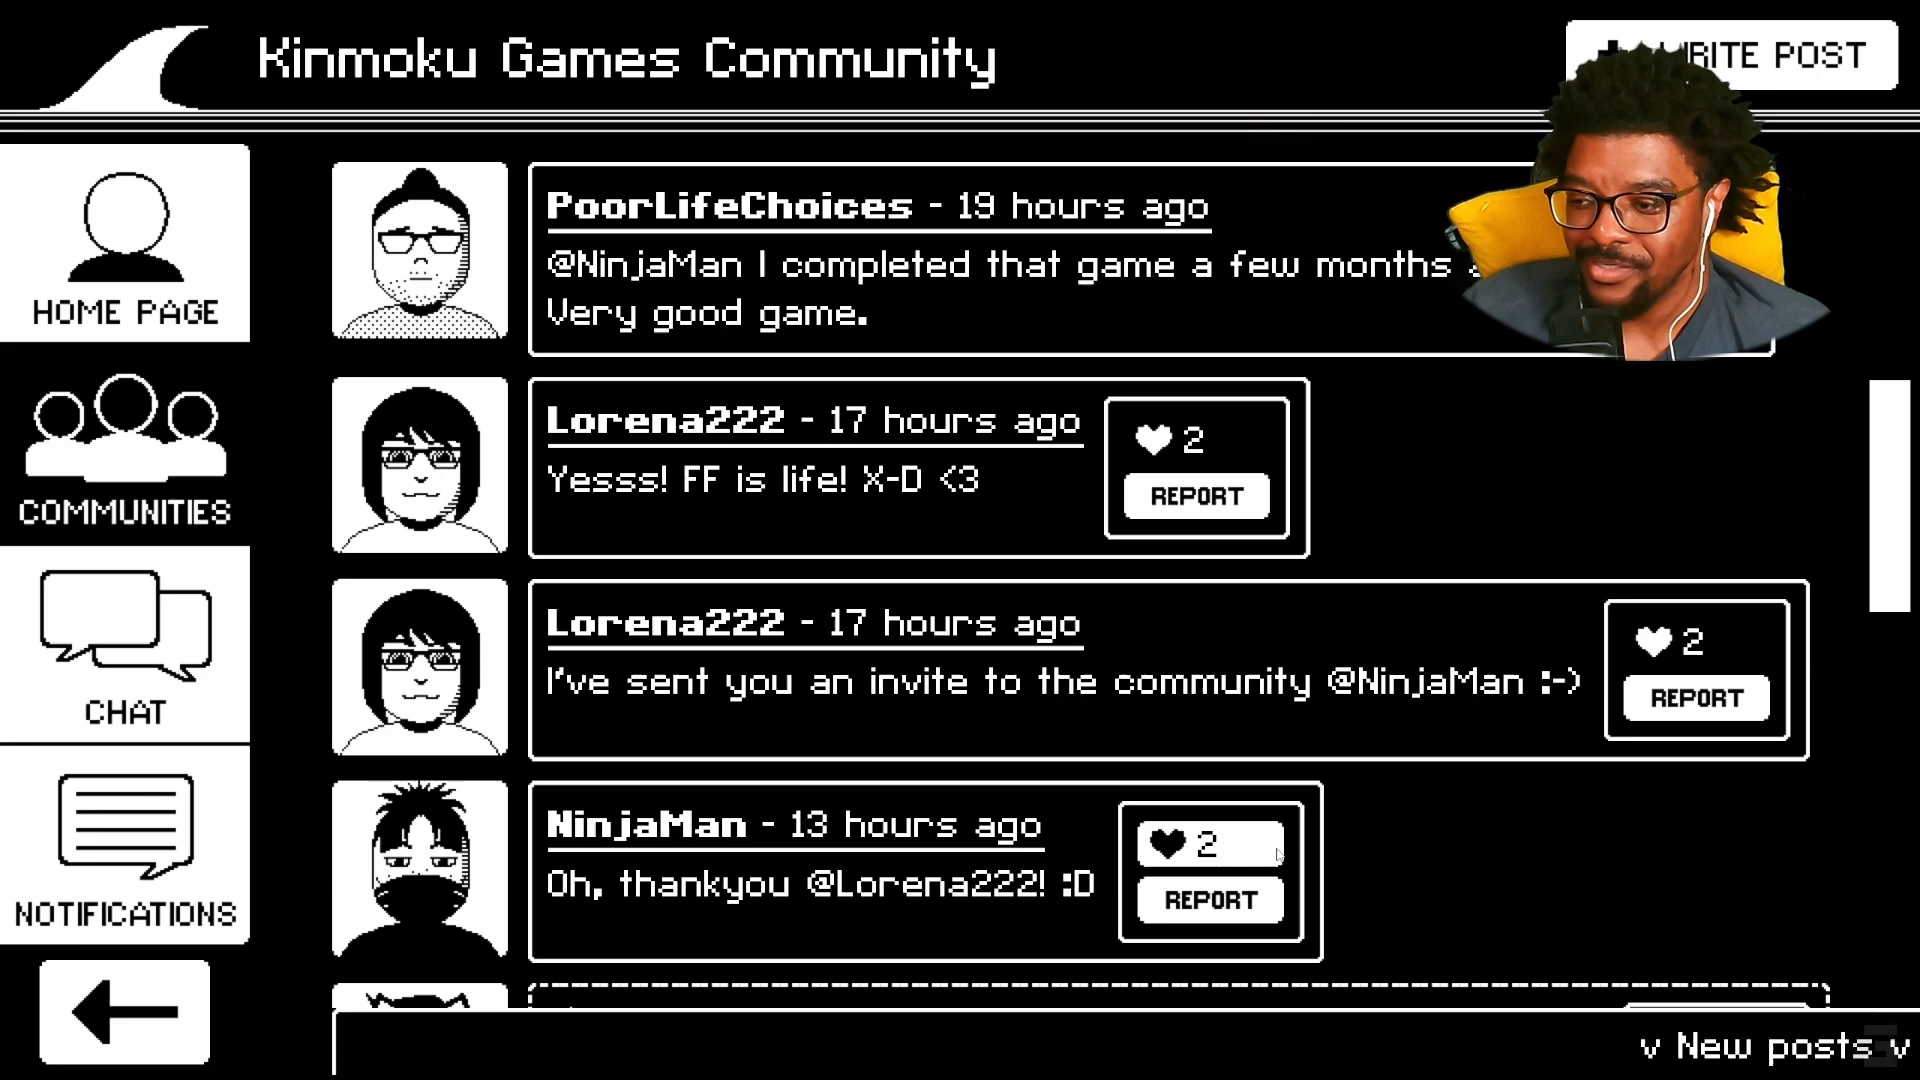 Kinmoku Games Community
RITE POST
HOME PAGE
COMMUNITIES
CHAT
NOTIFICATIONS
PoorLifeChoices - 19 hours ago
@NinjaMan I completed that game a few months
Very good game.
Lorena222 - 17 hours ago
Yesss! FF is life! X-D <3
2
REPORT
Lorena222 - 17 hours ago
I've sent you an invite to the community @NinjaMan :-)
2
REPORT
NinjaMan - 13 hours ago
Oh, thankyou @Lorena222! :D
2
REPORT
v New posts v